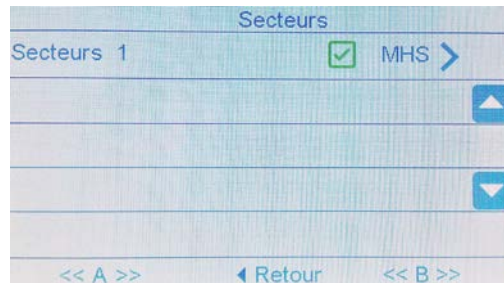 Secteurs
Secteurs 1 MHS
<< A >> Retour << B >>